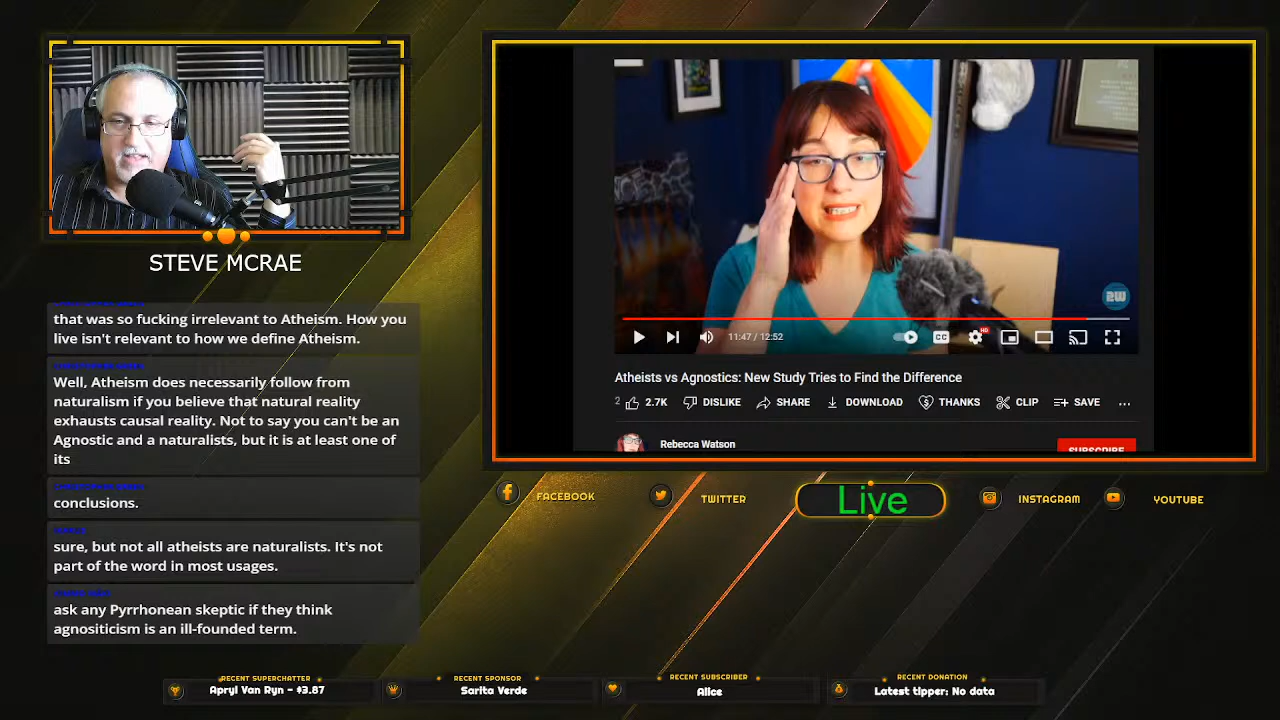 STEVE MCRAE
that was so fucking irrelevant to Atheism. How you
live isn't relevant to how we define Atheism.
Well, Atheism does necessarily follow from
naturalism if you believe that natural reality
exhausts causal reality. Not to say you can't be an
Agnostic and a naturalists, but it is at least one of
its
conclusions.
sure, but not all atheists are naturalists. It's not
part of the word in most usages.
ask any Pyrrhonean skeptic if they think
agnositicism is an ill-founded term.
11:47 / 12:52
CC
HD
Atheists vs Agnostics: New Study Tries to Find the Difference
2 2.7K DISLIKE SHARE DOWNLOAD THANKS CLIP SAVE ...
Rebecca Watson
SUBSCRIBE
FACEBOOK TWITTER Live INSTAGRAM YOUTUBE
RECENT SUPERCHATTER
Apryl Van Ryn - $3.87
RECENT SPONSOR
Sarita Verde
RECENT SUBSCRIBER
Alice
RECENT DONATION
Latest tipper: No data